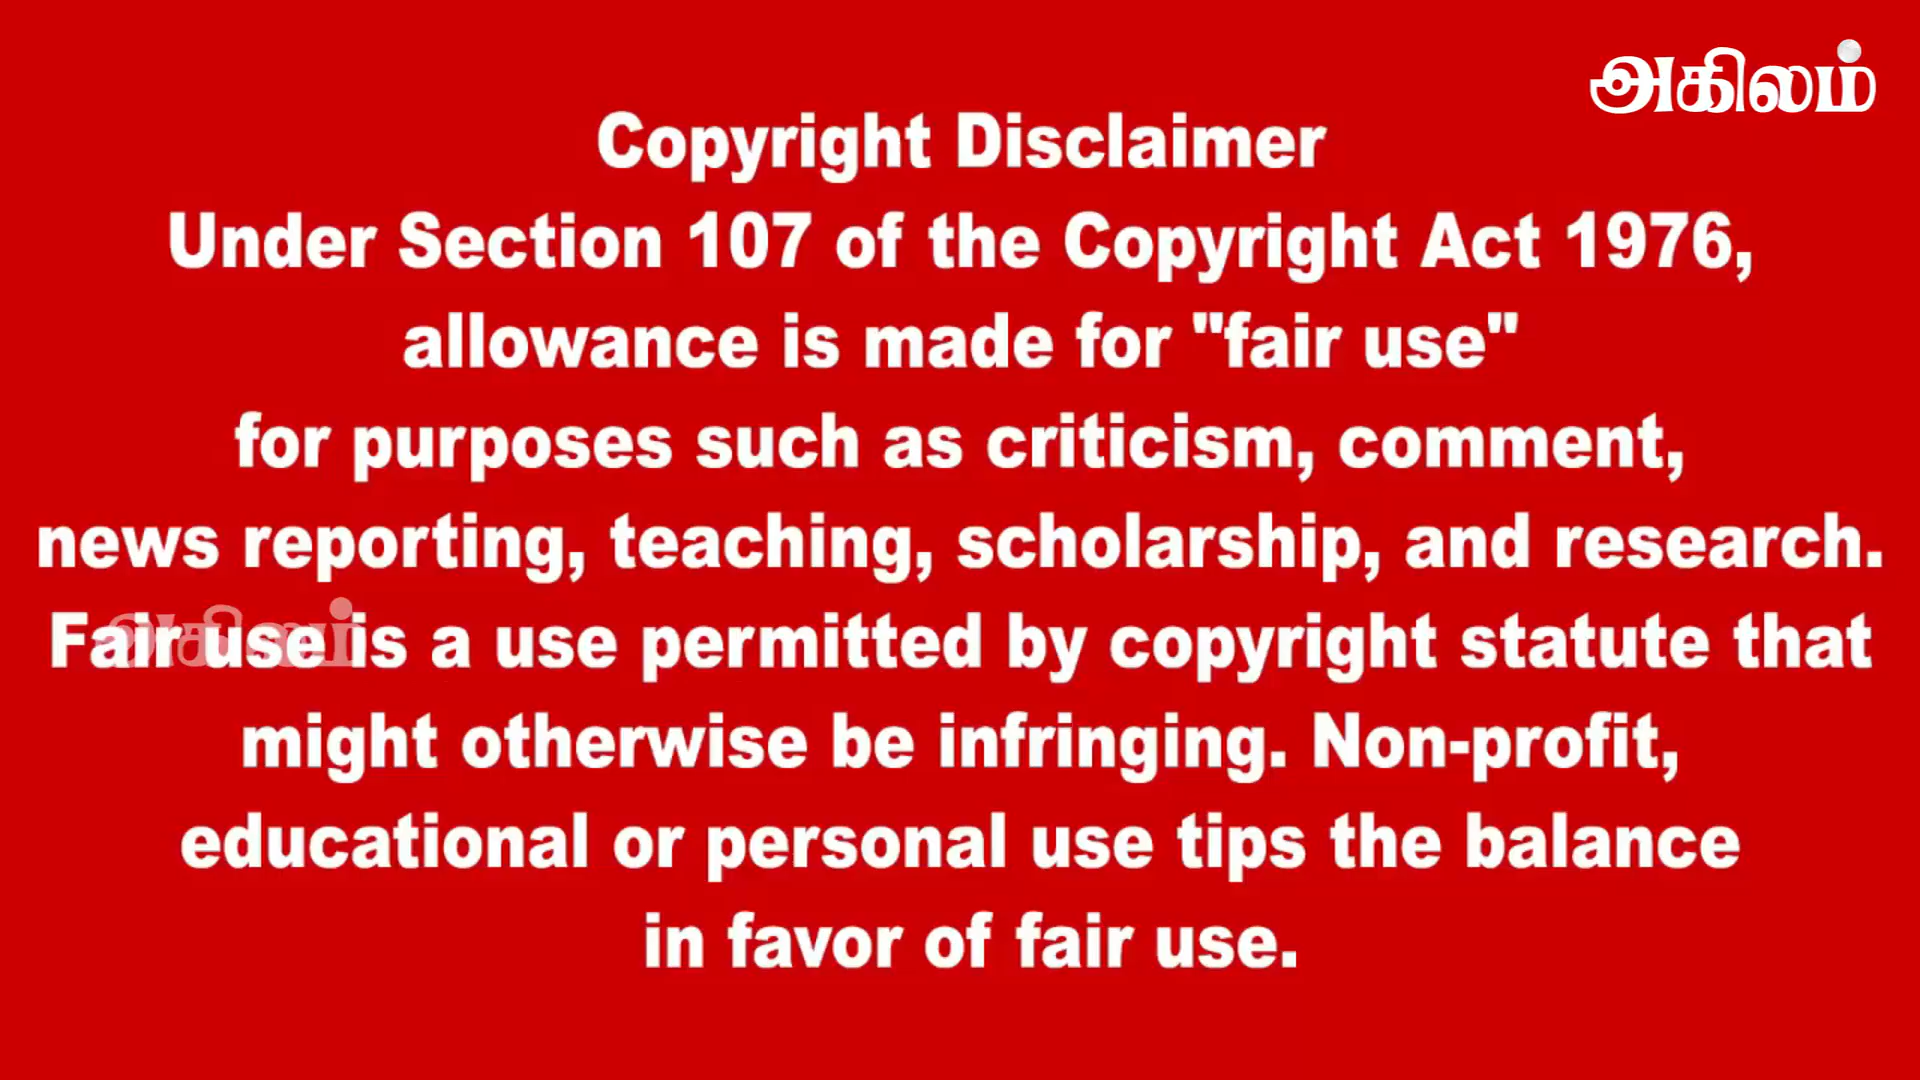 அகிலம்
Copyright Disclaimer
Under Section 107 of the Copyright Act 1976,
allowance is made for "fair use"
for purposes such as criticism, comment,
news reporting, teaching, scholarship, and research.
Fair use is a use permitted by copyright statute that
அகிலம்
might otherwise be infringing. Non-profit,
educational or personal use tips the balance
in favor of fair use.